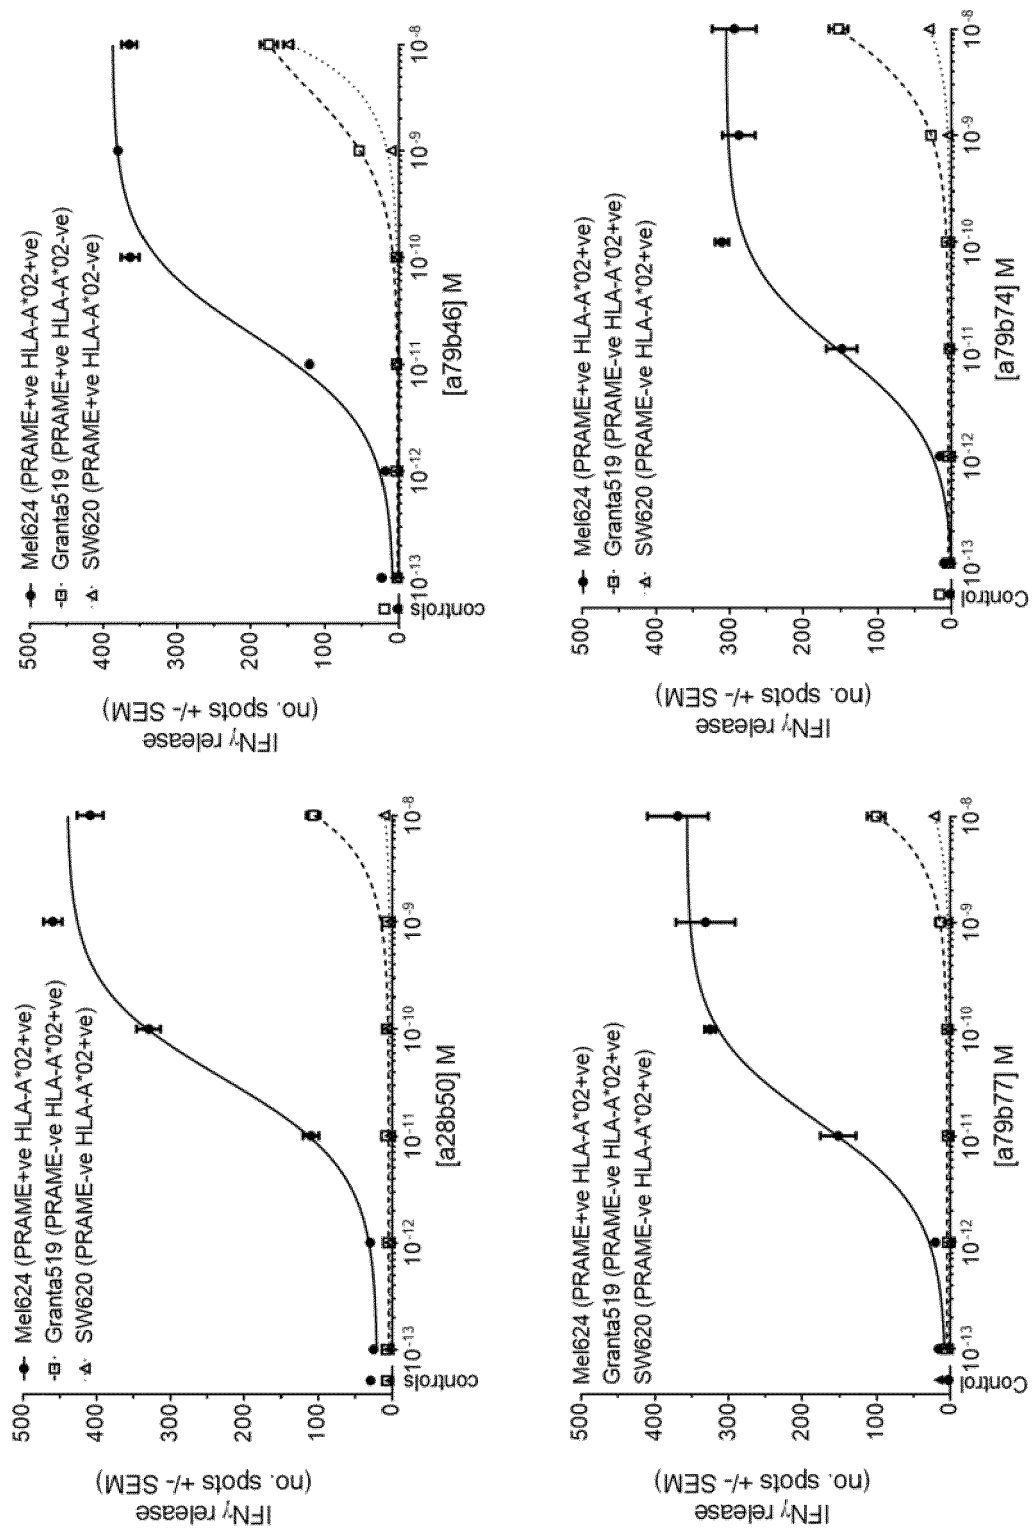 Mel624 (PRAME+ve HLA-A*02+ve)
Granta519 (PRAME-ve HLA-A*02+ve)
SW620 (PRAME-ve HLA-A*02+ve)
IFNγ release
(no. spots +/- SEM)
500
400
300
200
100
0
controls
10-13
10-12
10-11
10-10
10-9
10-8
[a28b50] M
Mel624 (PRAME+ve HLA-A*02+ve)
Granta519 (PRAME+ve HLA-A*02-ve)
SW620 (PRAME+ve HLA-A*02-ve)
IFNγ release
(no. spots +/- SEM)
500
400
300
200
100
0
controls
10-13
10-12
10-11
10-10
10-9
10-8
[a79b46] M
Mel624 (PRAME+ve HLA-A*02+ve)
Granta519 (PRAME-ve HLA-A*02+ve)
SW620 (PRAME-ve HLA-A*02+ve)
IFNγ release
(no. spots +/- SEM)
500
400
300
200
100
0
Control
10-13
10-12
10-11
10-10
10-9
10-8
[a79b77] M
Mel624 (PRAME+ve HLA-A*02+ve)
Granta519 (PRAME-ve HLA-A*02+ve)
SW620 (PRAME-ve HLA-A*02+ve)
IFNγ release
(no. spots +/- SEM)
500
400
300
200
100
0
Control
10-13
10-12
10-11
10-10
10-9
10-8
[a79b74] M